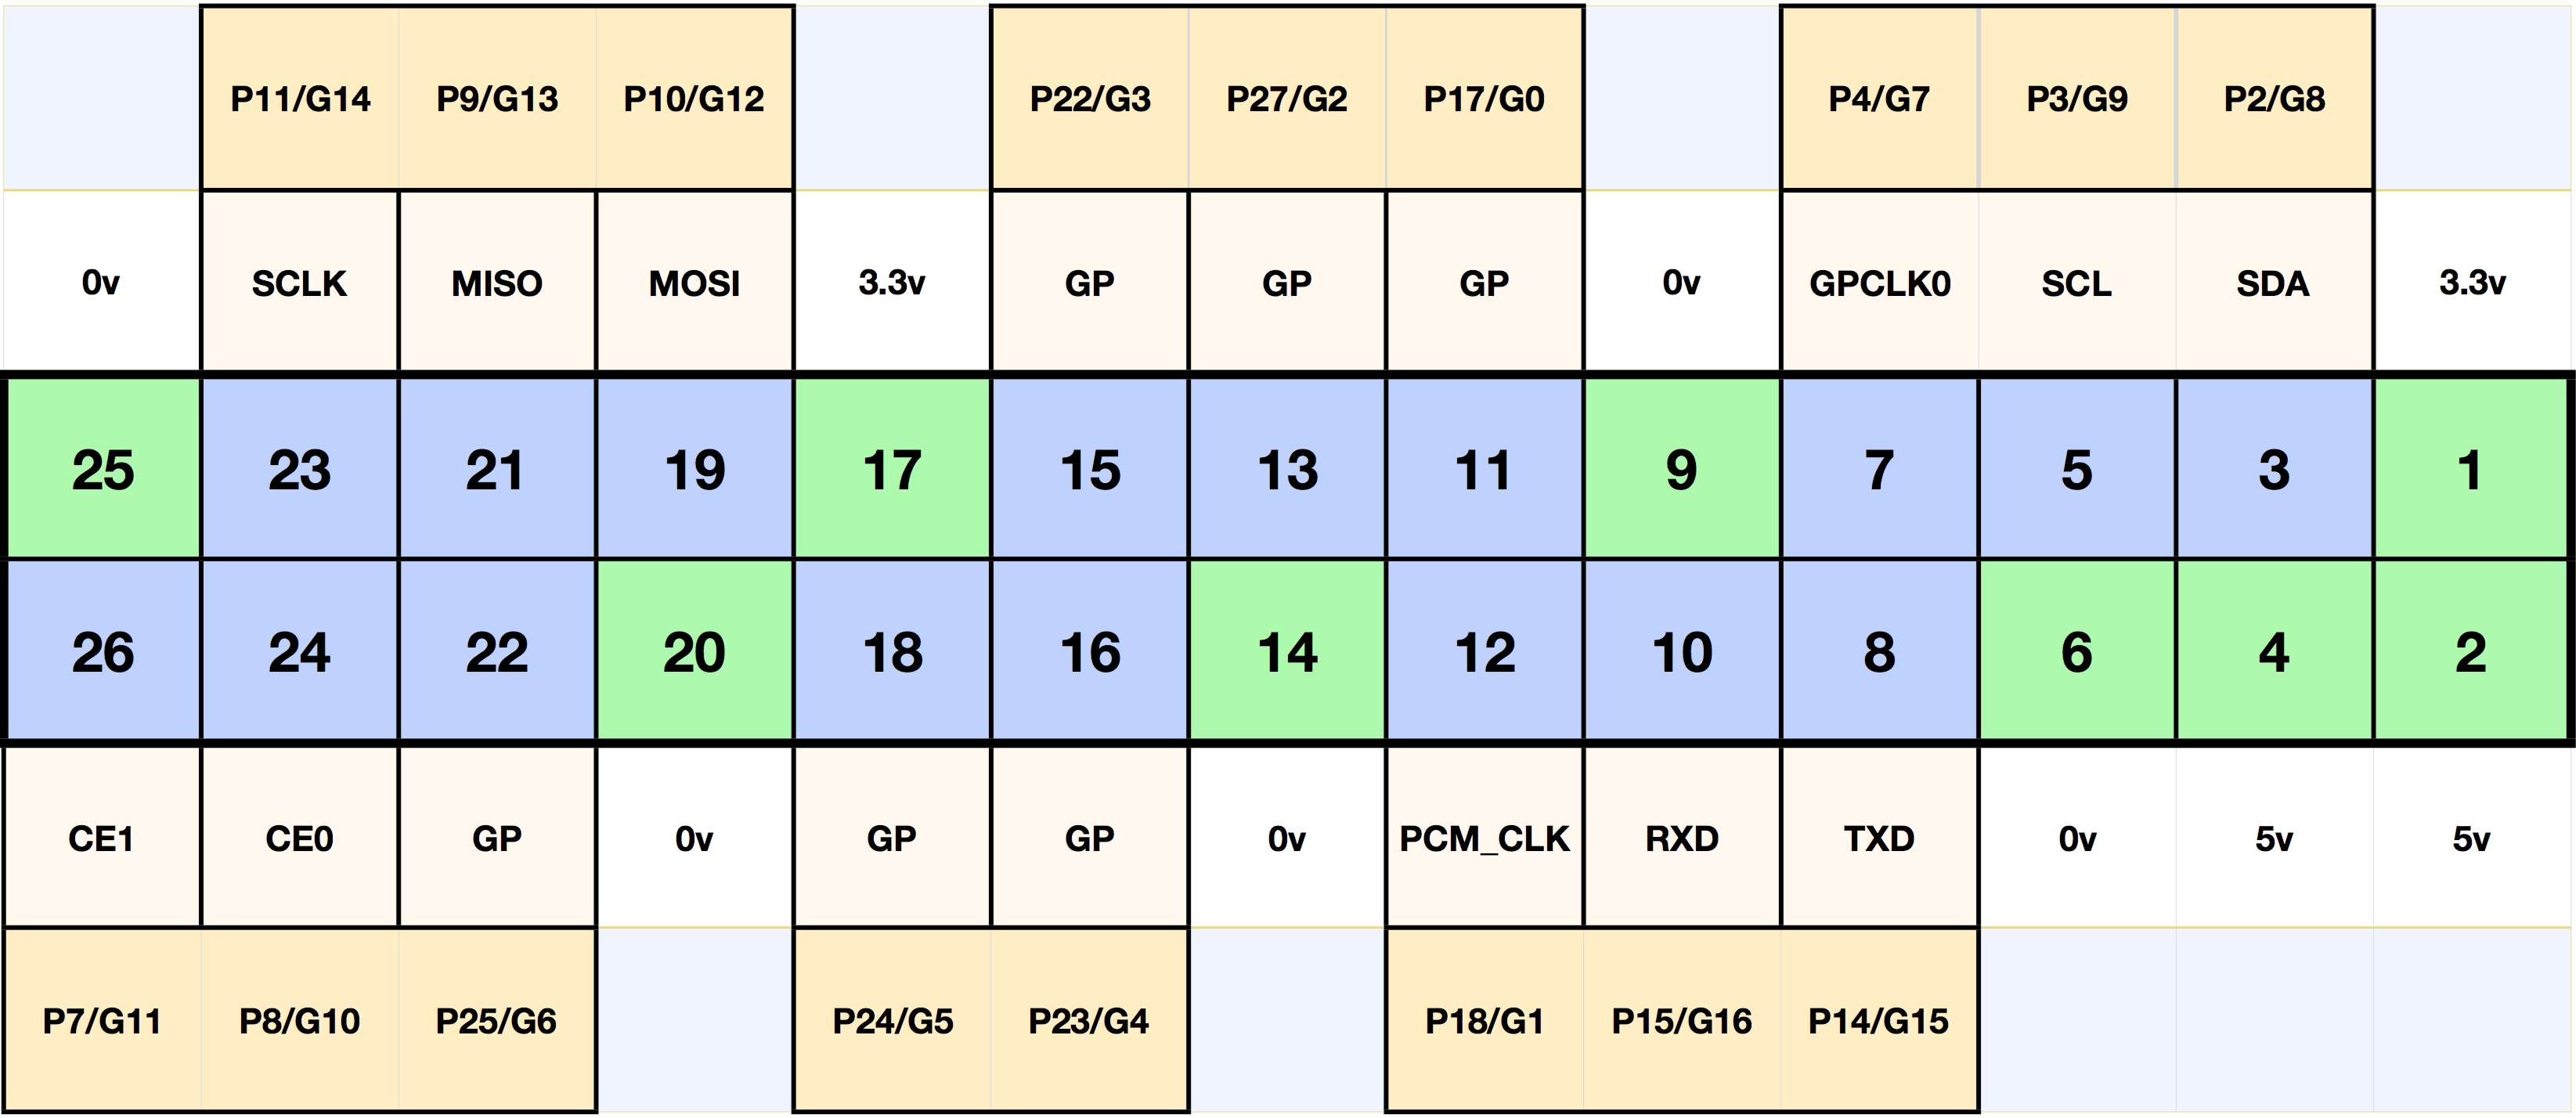 P11/G14 P9/G13 P10/G12 P22/G3 P27/G2 P17/G0 P4/G7 P3/G9 P2/G8
0v SCLK MISO MOSI 3.3v GP GP GP 0v GPCLK0 SCL SDA 3.3v
25 23 21 19 17 15 13 11 9 7 5 3 1
26 24 22 20 18 16 14 12 10 8 6 4 2
CE1 CE0 GP 0v GP GP 0v PCM_CLK RXD TXD 0v 5v 5v
P7/G11 P8/G10 P25/G6 P24/G5 P23/G4 P18/G1 P15/G16 P14/G15